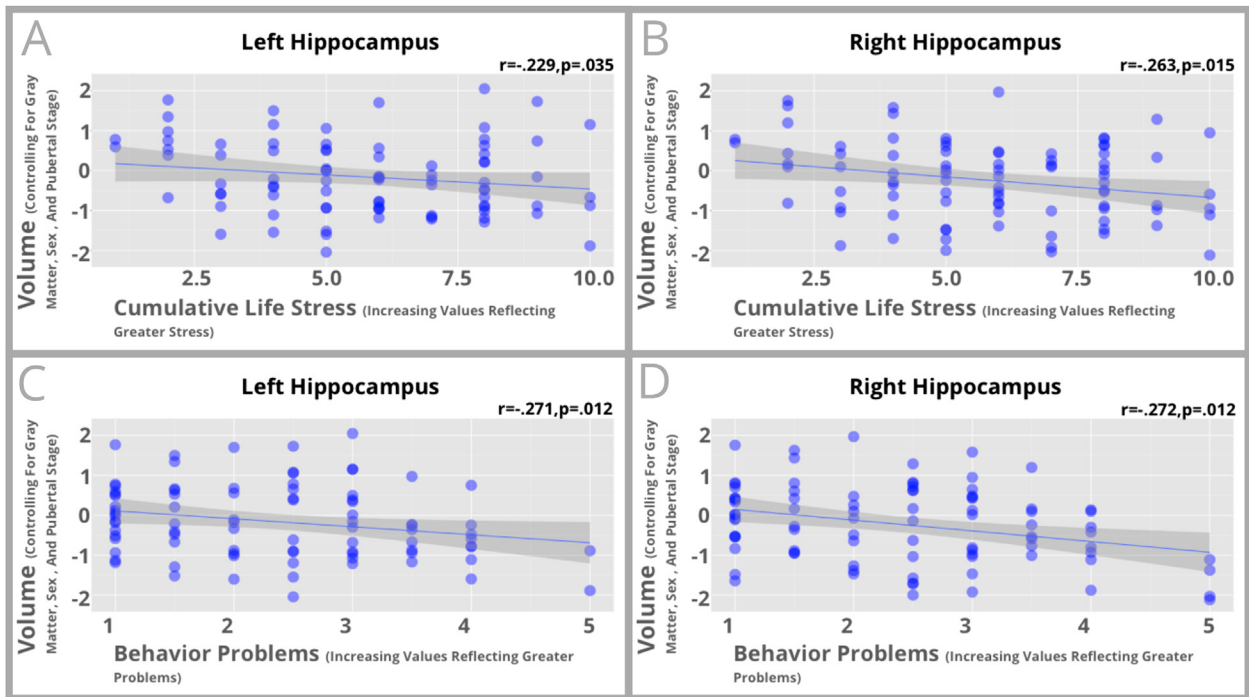 A
Left Hippocampus
r=-.229,p=.035
Volume (Controlling For Gray
Matter, Sex , And Pubertal Stage)
2
1
0
-1
-2
2.5
5.0
7.5
10.0
Cumulative Life Stress (Increasing Values Reflecting
Greater Stress)
B
Right Hippocampus
r=-.263,p=.015
Volume (Controlling For Gray
Matter, Sex , And Pubertal Stage)
2
1
0
-1
-2
2.5
5.0
7.5
10.0
Cumulative Life Stress (Increasing Values Reflecting
Greater Stress)
C
Left Hippocampus
r=-.271,p=.012
Volume (Controlling For Gray
Matter, Sex , And Pubertal Stage)
2
1
0
-1
-2
1
2
3
4
5
Behavior Problems (Increasing Values Reflecting Greater
Problems)
D
Right Hippocampus
r=-.272,p=.012
Volume (Controlling For Gray
Matter, Sex , And Pubertal Stage)
2
1
0
-1
-2
1
2
3
4
5
Behavior Problems (Increasing Values Reflecting Greater
Problems)